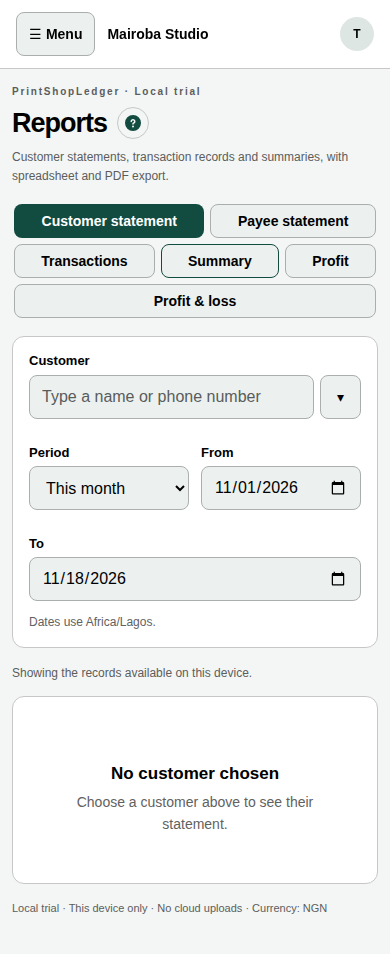 ☰ Menu
Mairoba Studio
T
PrintShopLedger · Local trial
Reports
?
Customer statements, transaction records and summaries, with
spreadsheet and PDF export.
Customer statement
Payee statement
Transactions
Summary
Profit
Profit & loss
Customer
Type a name or phone number
▼
Period
From
This month
11/01/2026
To
11/18/2026
Dates use Africa/Lagos.
Showing the records available on this device.
No customer chosen
Choose a customer above to see their
statement.
Local trial · This device only · No cloud uploads · Currency: NGN